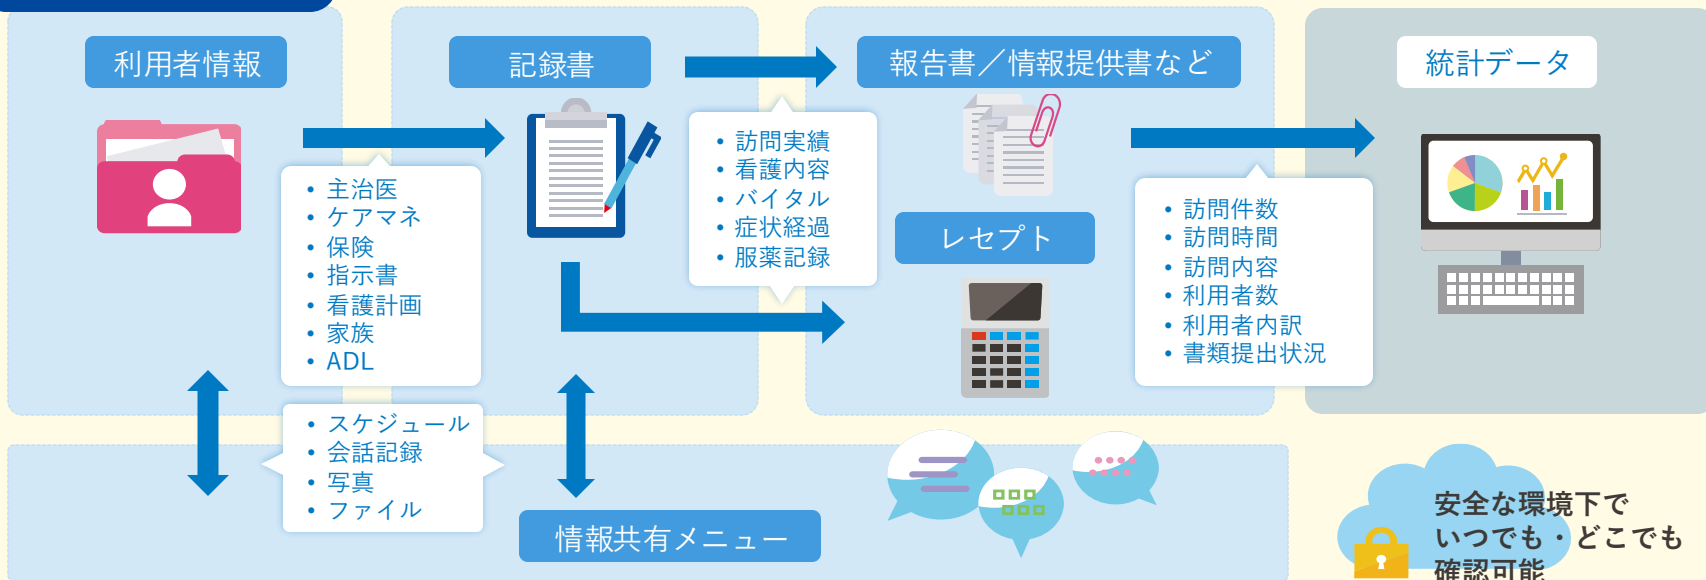 利用者情報
記録書
報告書／情報提供書など
統計データ
• 主治医
• ケアマネ
• 保険
• 指示書
• 看護計画
• 家族
• ADL
• 訪問実績
• 看護内容
• バイタル
• 症状経過
• 服薬記録
レセプト
• 訪問件数
• 訪問時間
• 訪問内容
• 利用者数
• 利用者内訳
• 書類提出状況
• スケジュール
• 会話記録
• 写真
• ファイル
情報共有メニュー
安全な環境下で
いつでも・どこでも
確認可能